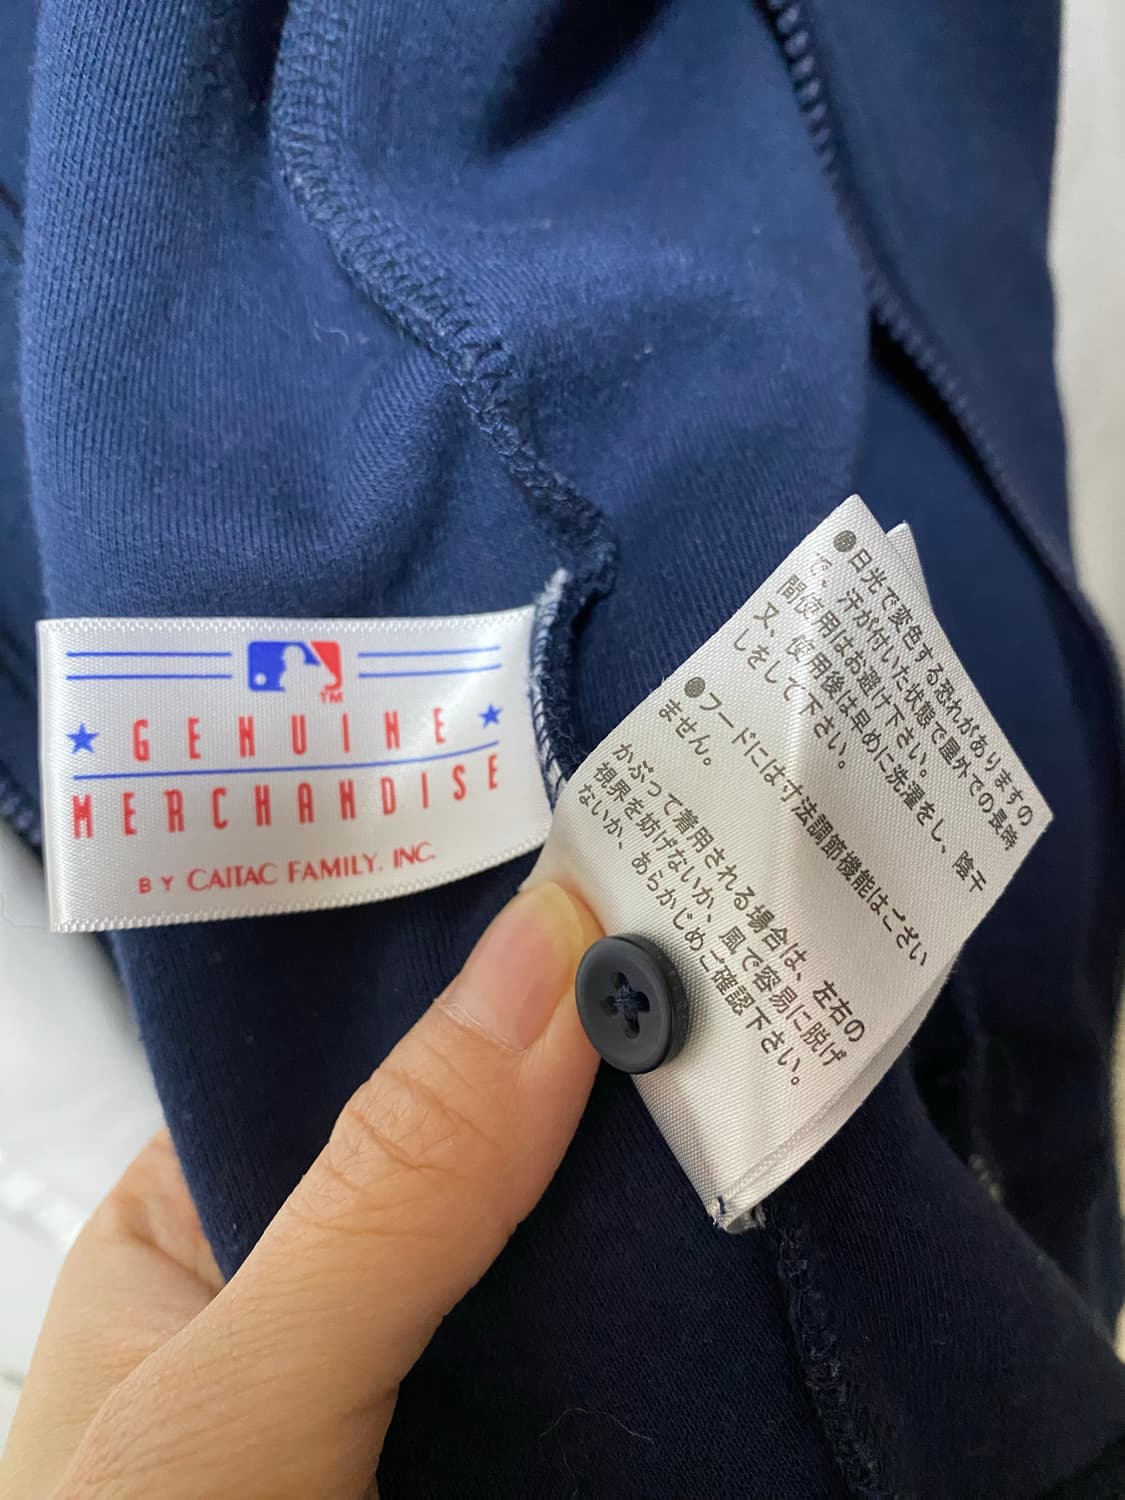 TM
★ GENUINE ★
MERCHANDISE
BY CAITAC FAMILY, INC.
●日光で変色する恐れがありますの
で、汗が付いた状態で屋外での長時
間使用はお避け下さい。
又、使用後は早めに洗濯をし、陰干
しをして下さい。
●フードには寸法調節機能はござい
ません。
かぶって着用される場合は、左右の
視界を妨げないか、風で容易に脱げ
ないか、あらかじめご確認下さい。